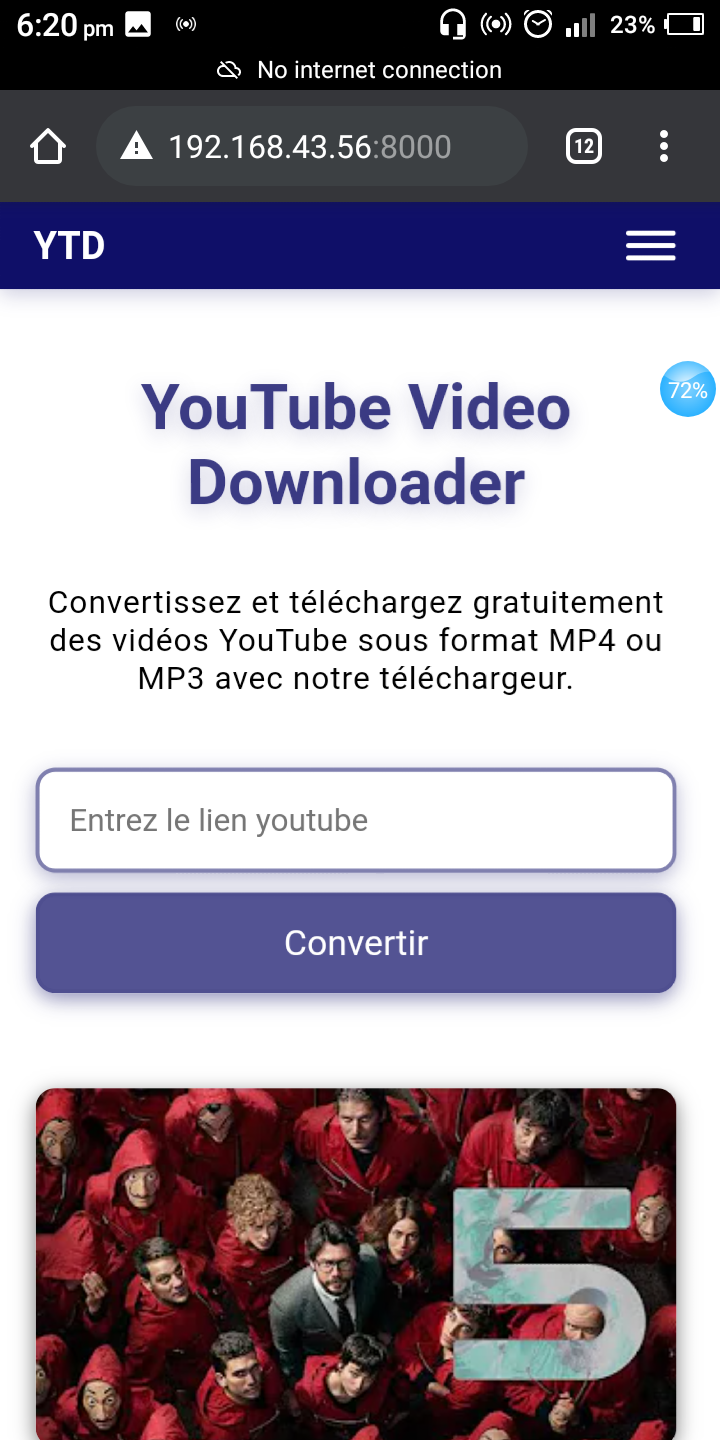 6:20 pm 23%
No internet connection
192.168.43.56:8000 12
YTD
72%
YouTube Video
Downloader
Convertissez et téléchargez gratuitement
des vidéos YouTube sous format MP4 ou
MP3 avec notre téléchargeur.
Entrez le lien youtube
Convertir
5